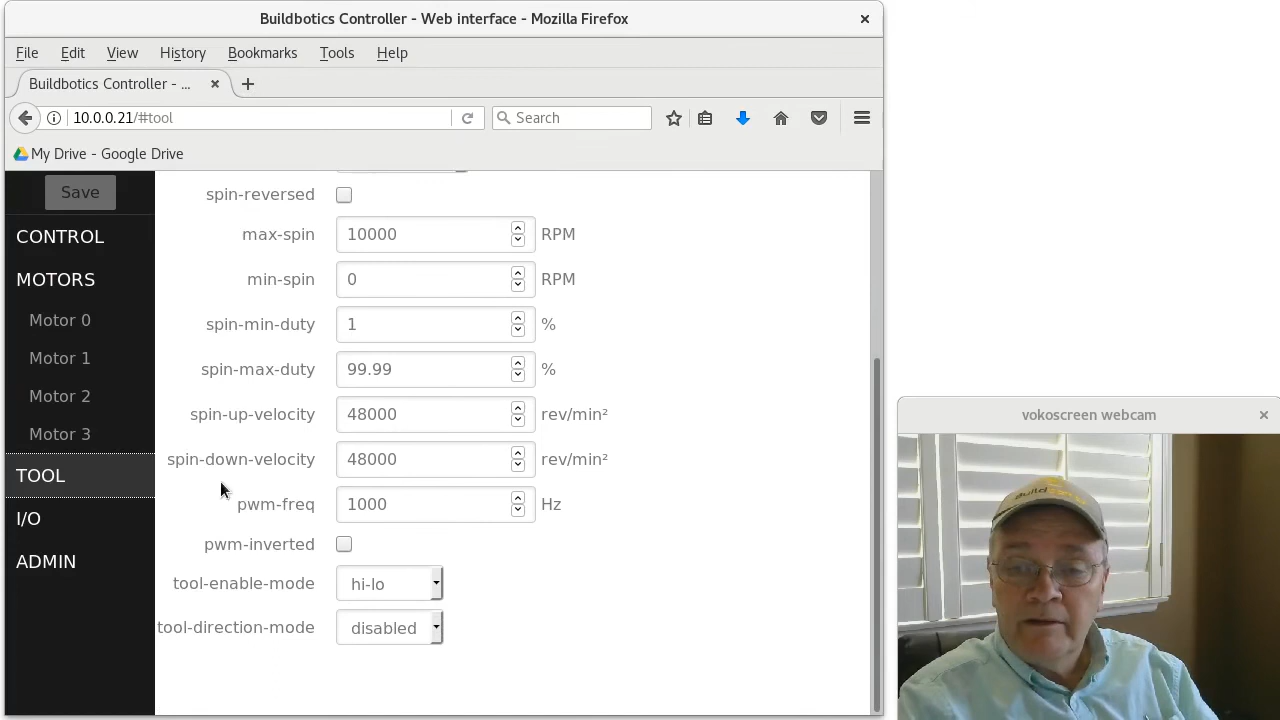 Buildbotics Controller - Web interface - Mozilla Firefox
File Edit View History Bookmarks Tools Help
Buildbotics Controller - ...
10.0.0.21/#tool
Search
My Drive - Google Drive
Save
CONTROL
MOTORS
Motor 0
Motor 1
Motor 2
Motor 3
TOOL
I/O
ADMIN
spin-reversed
max-spin 10000 RPM
min-spin 0 RPM
spin-min-duty 1 %
spin-max-duty 99.99 %
spin-up-velocity 48000 rev/min²
spin-down-velocity 48000 rev/min²
pwm-freq 1000 Hz
pwm-inverted
tool-enable-mode hi-lo
tool-direction-mode disabled
vokoscreen webcam